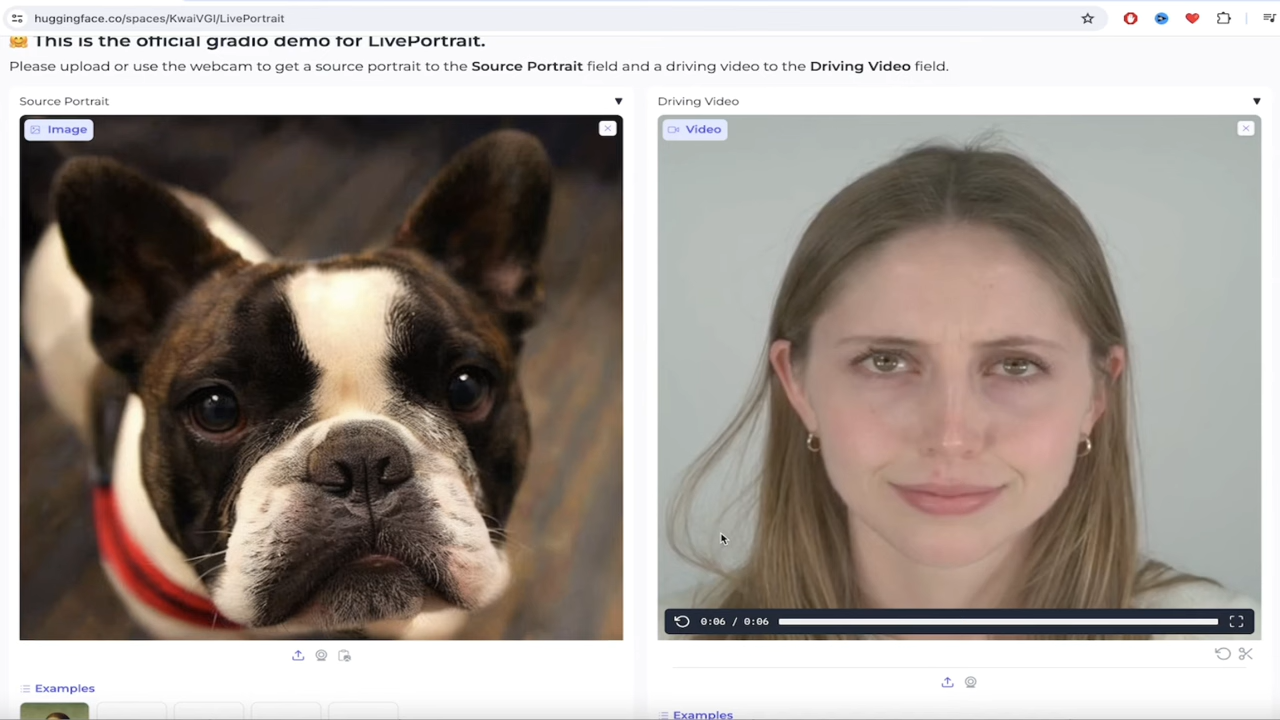 huggingface.co/spaces/KwaiVGI/LivePortrait
This is the official gradio demo for LivePortrait.
Please upload or use the webcam to get a source portrait to the Source Portrait field and a driving video to the Driving Video field.
Source Portrait
Image
Examples
Driving Video
Video
0:06 / 0:06
Examples